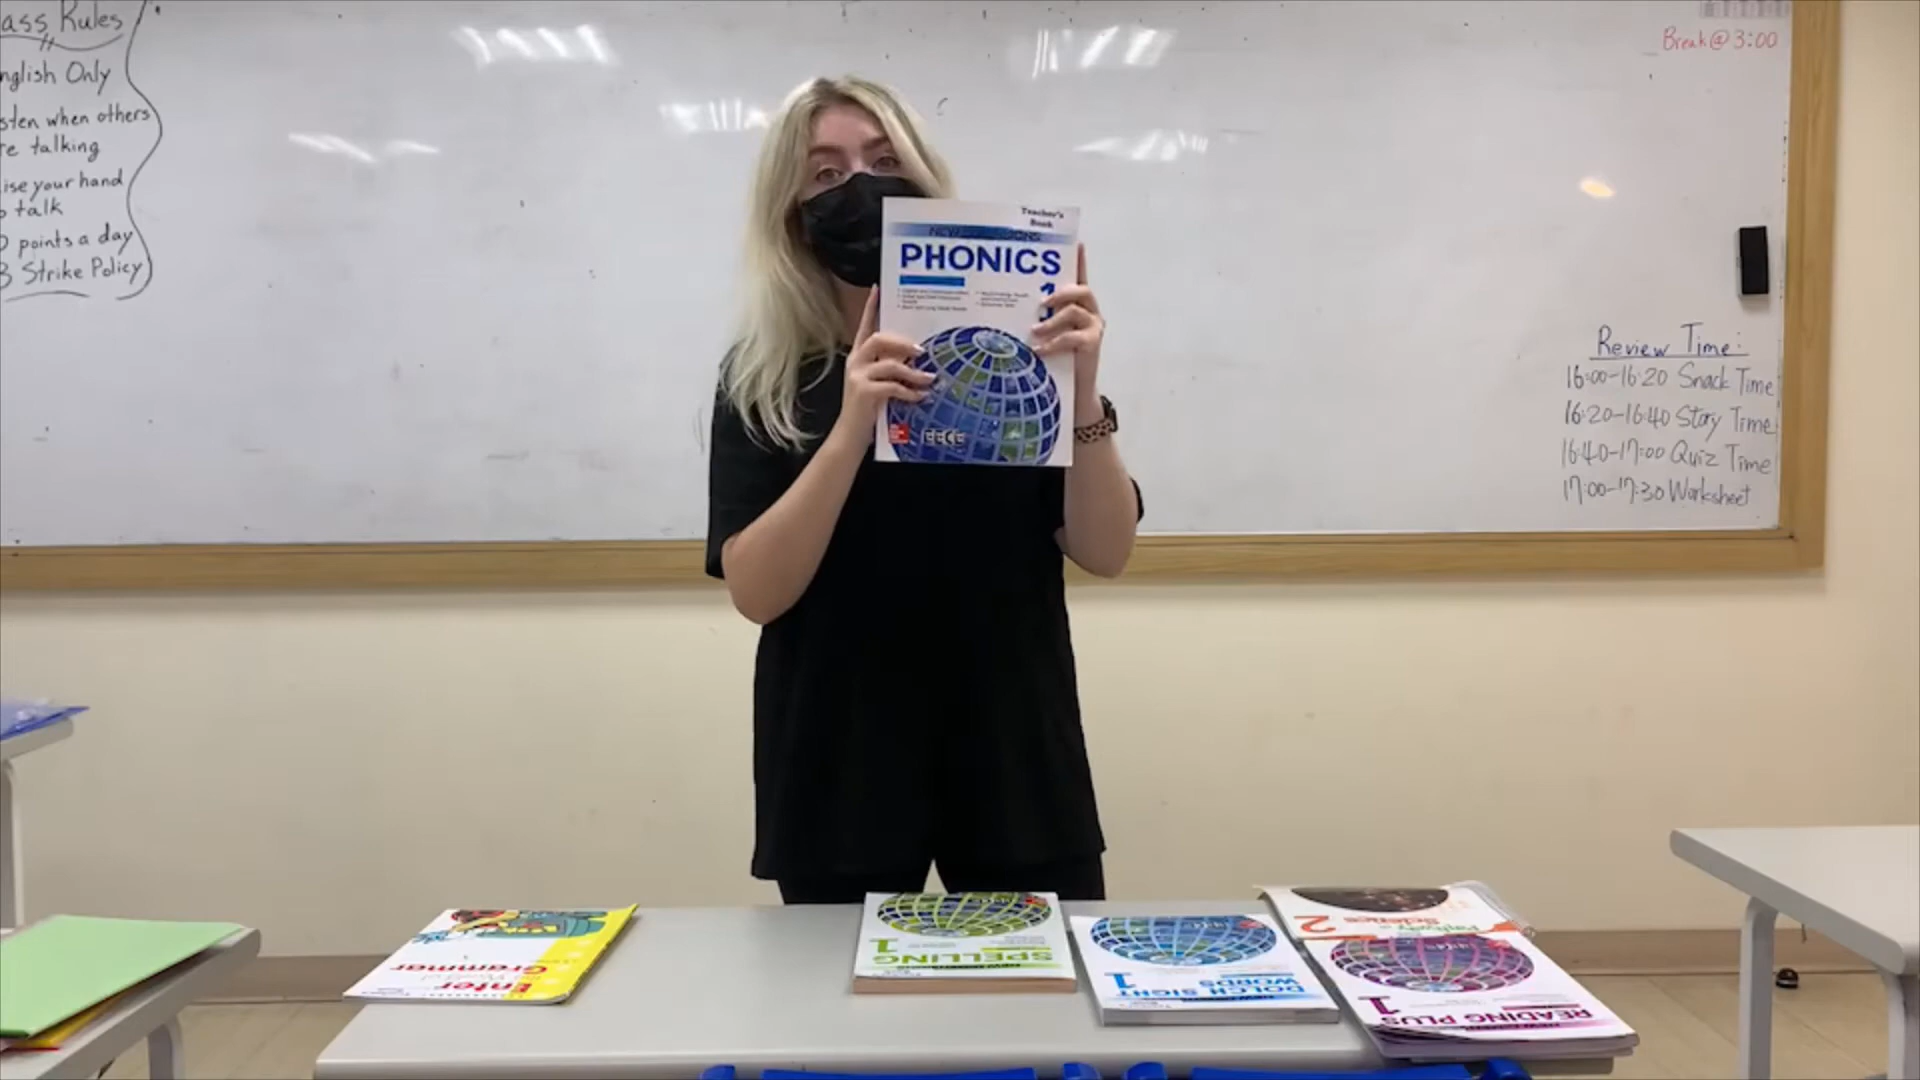 ass Rules
nglish Only
sten when others
re talking
ise your hand
o talk
points a day
3 Strike Policy
Break@3:00
Review Time:
16:00-16:20 Snack Time
16:20-16:40 Story Time
16:40-17:00 Quiz Time
17:00-17:30 Worksheet
Teacher's
Book
PHONICS
1
EECE
Enter
Grammar
SPELLING
1
DOLCH SIGHT
WORDS
1
Science
2
READING PLUS
1